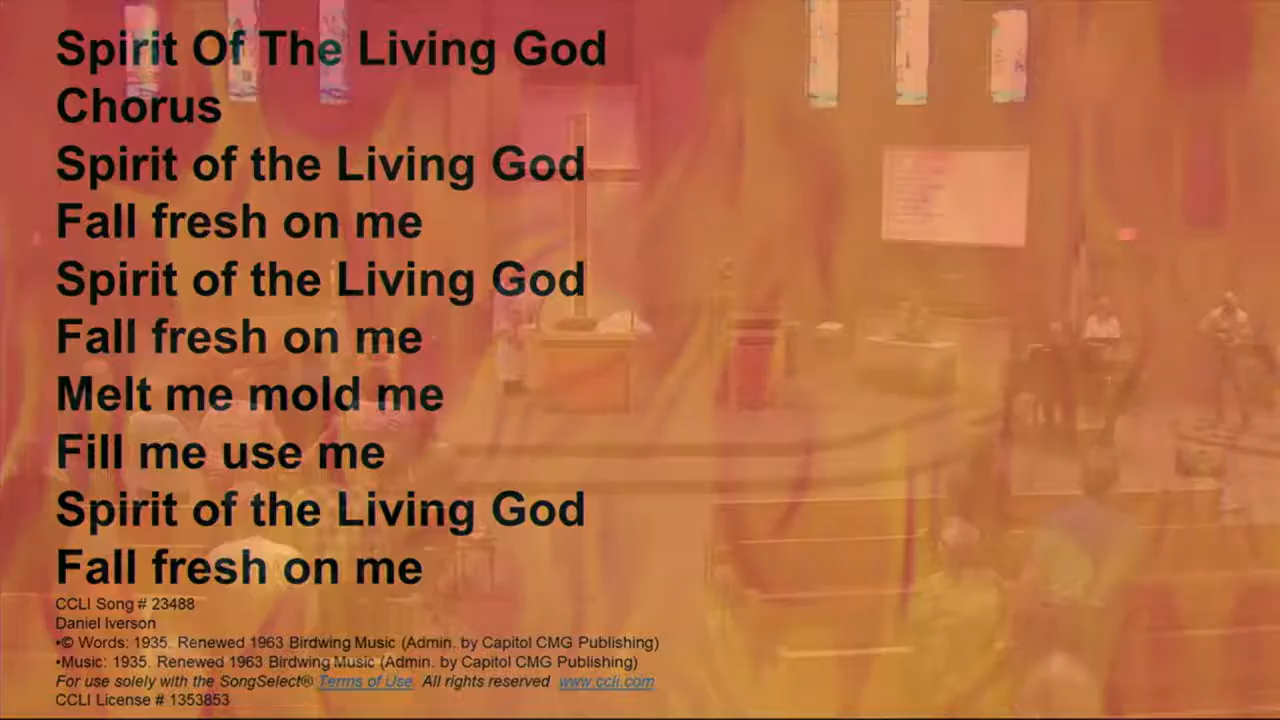 Spirit Of The Living God
Chorus
Spirit of the Living God
Fall fresh on me
Spirit of the Living God
Fall fresh on me
Melt me mold me
Fill me use me
Spirit of the Living God
Fall fresh on me
CCLI Song # 23488
Daniel Iverson
•© Words: 1935. Renewed 1963 Birdwing Music (Admin. by Capitol CMG Publishing)
•Music: 1935. Renewed 1963 Birdwing Music (Admin. by Capitol CMG Publishing)
For use solely with the SongSelect® Terms of Use. All rights reserved. www.ccli.com
CCLI License # 1353853